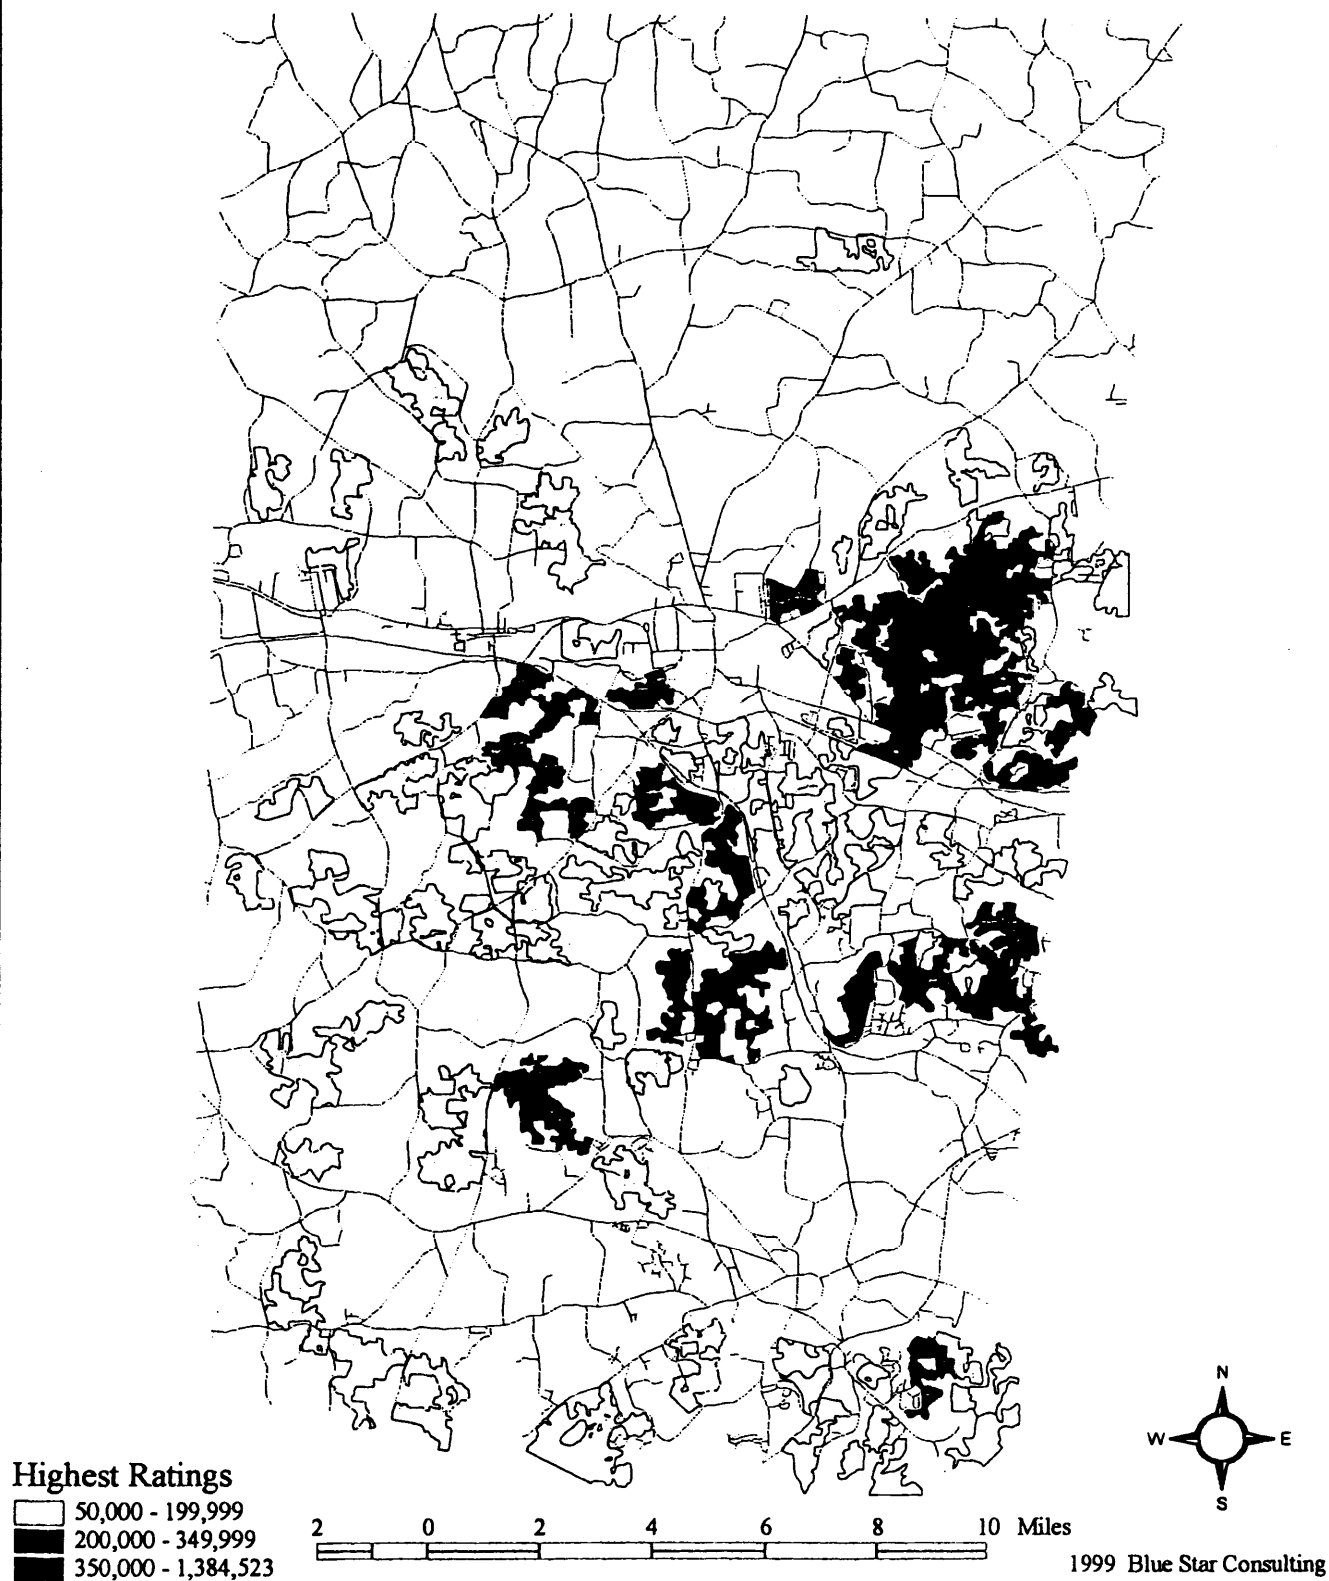 N
W E
S
Highest Ratings
50,000 - 199,999
200,000 - 349,999
350,000 - 1,384,523
2 0 2 4 6 8 10 Miles
1999 Blue Star Consulting